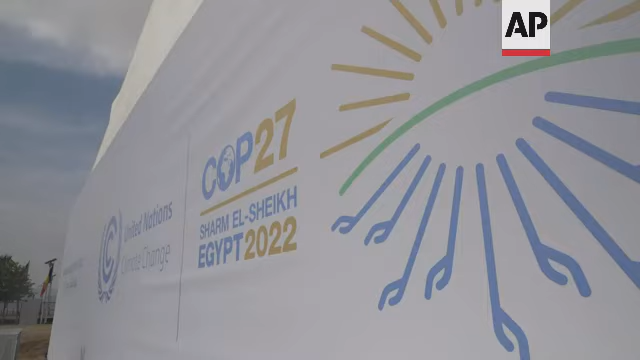 AP
COP27
SHARM EL-SHEIKH
EGYPT 2022
United Nations
Climate Change